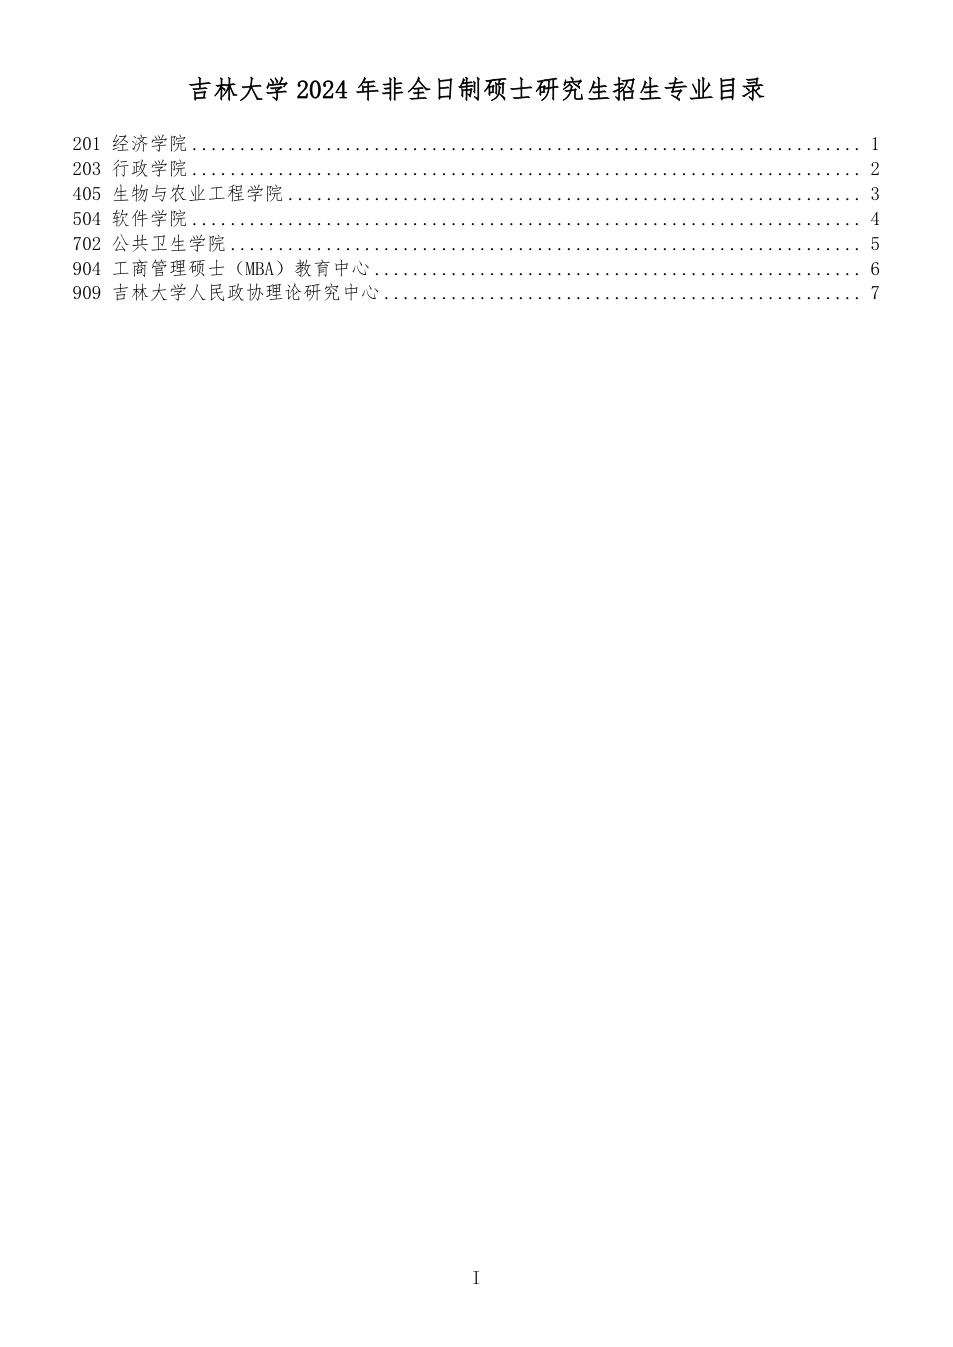 吉林大学 2024 年非全日制硕士研究生招生专业目录
201 经济学院...................................................................... 1
203 行政学院...................................................................... 2
405 生物与农业工程学院............................................................ 3
504 软件学院...................................................................... 4
702 公共卫生学院.................................................................. 5
904 工商管理硕士（MBA）教育中心................................................... 6
909 吉林大学人民政协理论研究中心.................................................. 7
I